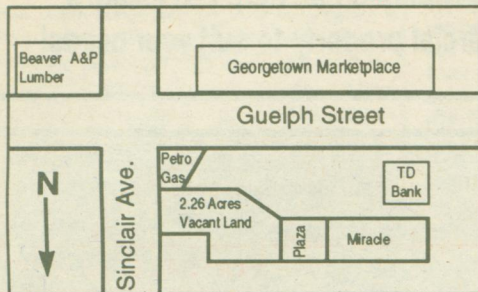 Beaver A&P
Lumber
Georgetown Marketplace
Guelph Street
Sinclair Ave.
N
Petro
Gas
2.26 Acres
Vacant Land
Plaza
Miracle
TD
Bank